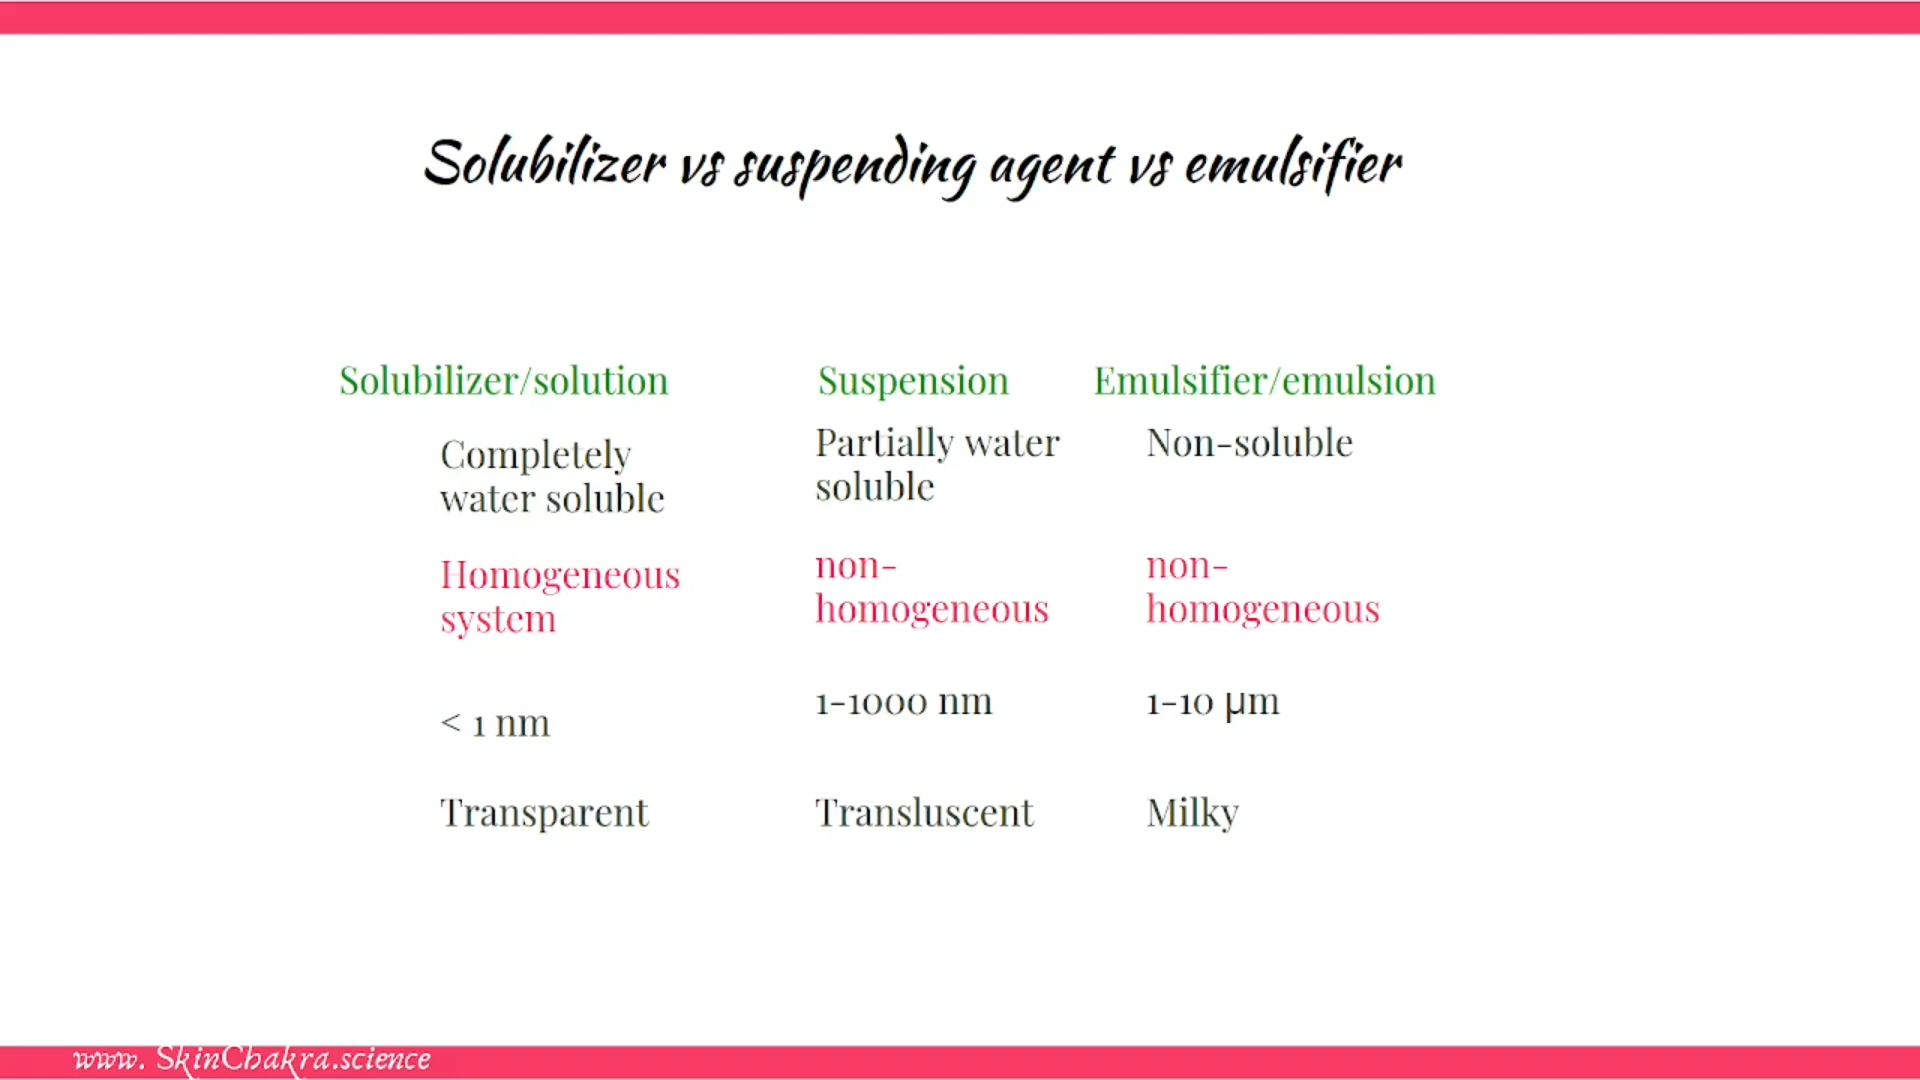 Solubilizer vs suspending agent vs emulsifier
Solubilizer/solution
Suspension
Emulsifier/emulsion
Completely
water soluble
Partially water
soluble
Non-soluble
Homogeneous
system
non-
homogeneous
non-
homogeneous
< 1 nm
1-1000 nm
1-10 µm
Transparent
Transluscent
Milky
www. SkinChakra.science